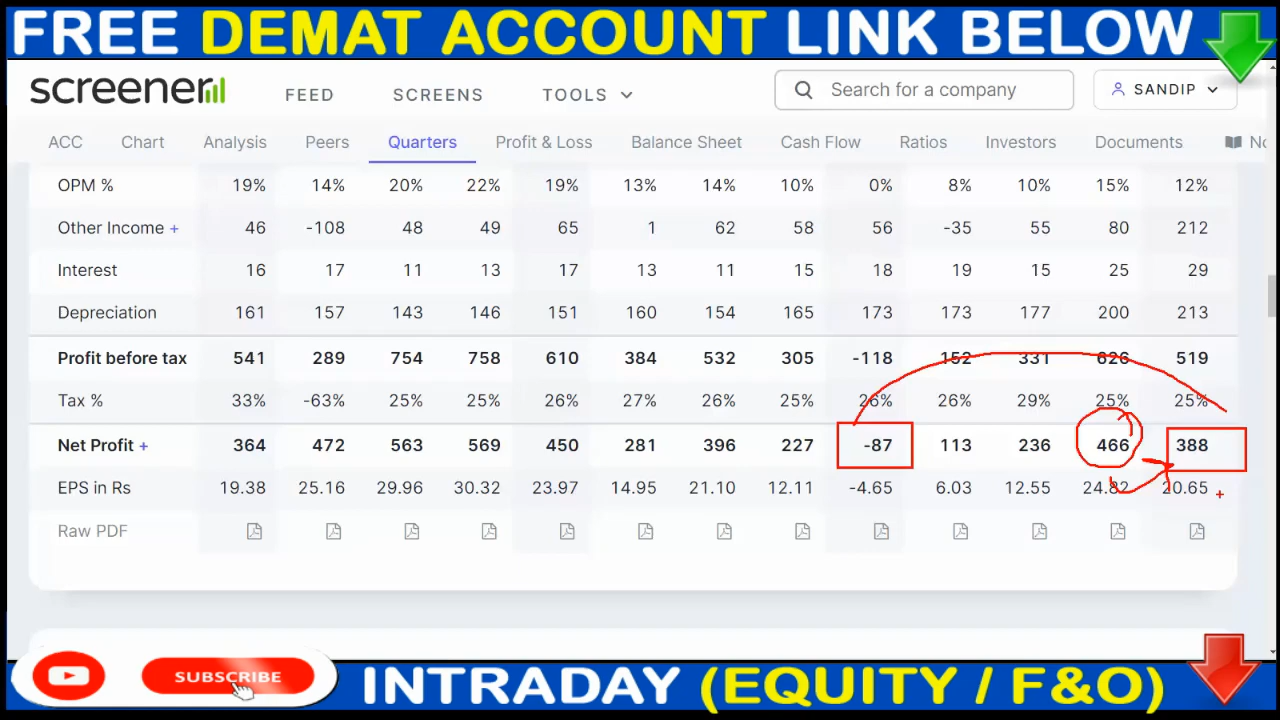 FREE DEMAT ACCOUNT LINK BELOW
screener
FEED SCREENS TOOLS
Search for a company
SANDIP
ACC Chart Analysis Peers Quarters Profit & Loss Balance Sheet Cash Flow Ratios Investors Documents No
OPM % 19% 14% 20% 22% 19% 13% 14% 10% 0% 8% 10% 15% 12%
Other Income + 46 -108 48 49 65 1 62 58 56 -35 55 80 212
Interest 16 17 11 13 17 13 11 15 18 19 15 25 29
Depreciation 161 157 143 146 151 160 154 165 173 173 177 200 213
Profit before tax 541 289 754 758 610 384 532 305 -118 152 331 626 519
Tax % 33% -63% 25% 25% 26% 27% 26% 25% 26% 26% 29% 25% 25%
Net Profit + 364 472 563 569 450 281 396 227 -87 113 236 466 388
EPS in Rs 19.38 25.16 29.96 30.32 23.97 14.95 21.10 12.11 -4.65 6.03 12.55 24.82 20.65
Raw PDF
SUBSCRIBE
INTRADAY (EQUITY / F&O)